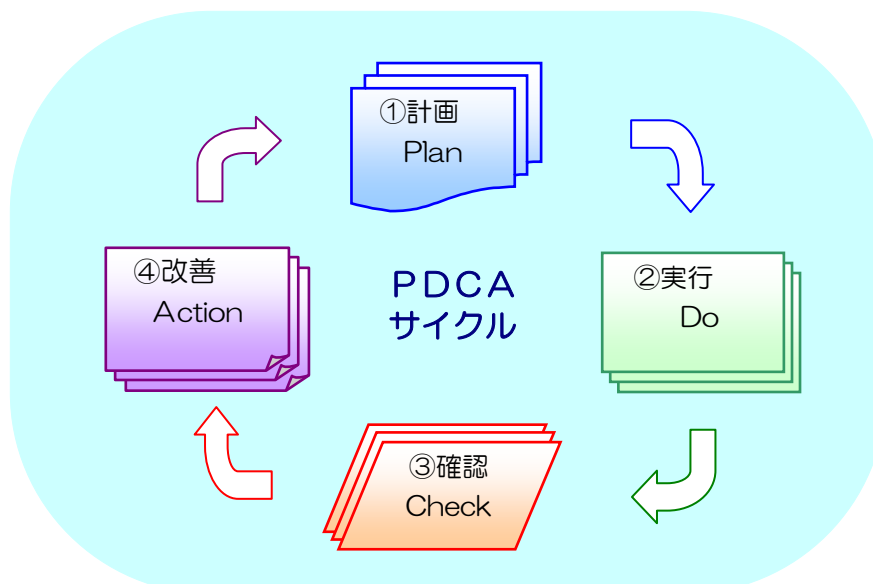 ①計画
Plan
②実行
Do
③確認
Check
④改善
Action
PDCA
サイクル